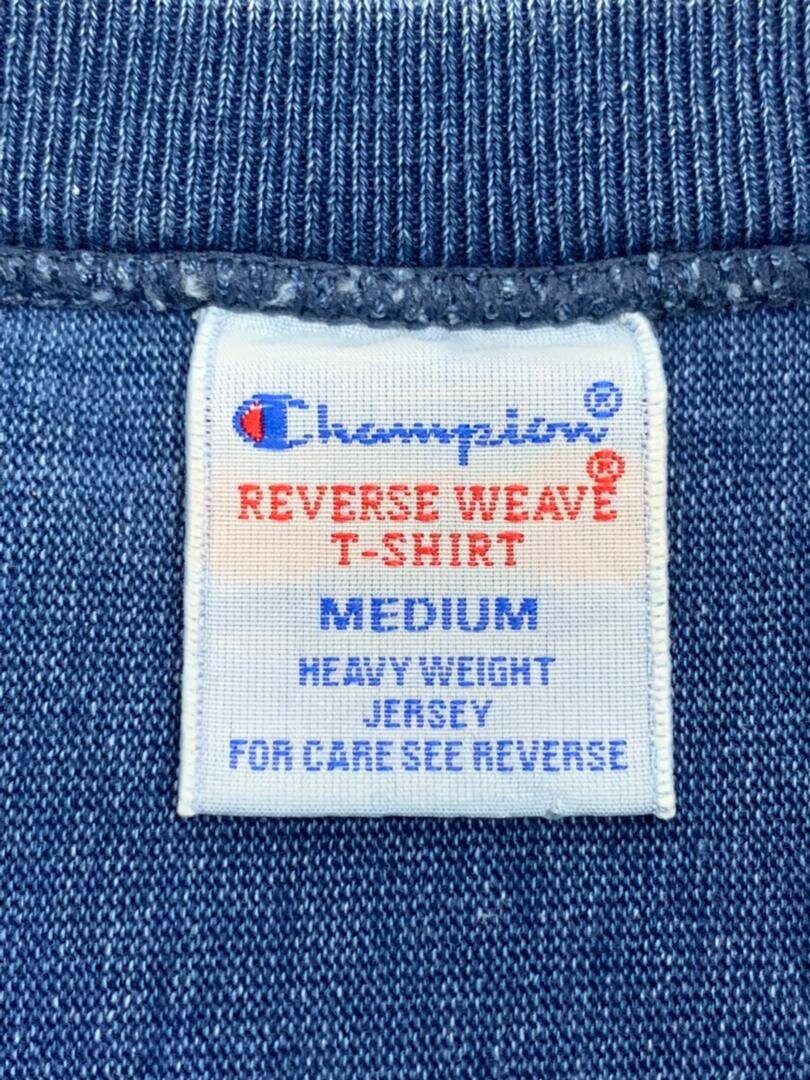 Champion®
REVERSE WEAVE®
T-SHIRT
MEDIUM
HEAVY WEIGHT
JERSEY
FOR CARE SEE REVERSE